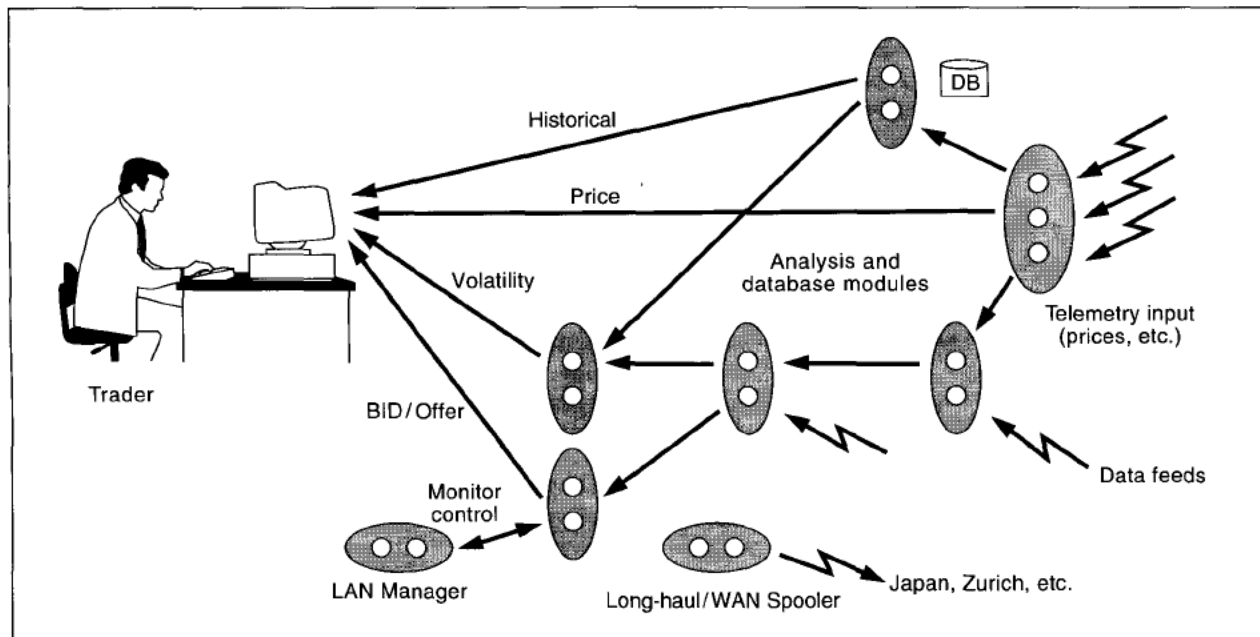 DB
Historical
Price
Analysis and
database modules
Volatility
Telemetry input
(prices, etc.)
Trader
BID/Offer
Data feeds
Monitor
control
LAN Manager
Long-haul/WAN Spooler
Japan, Zurich, etc.